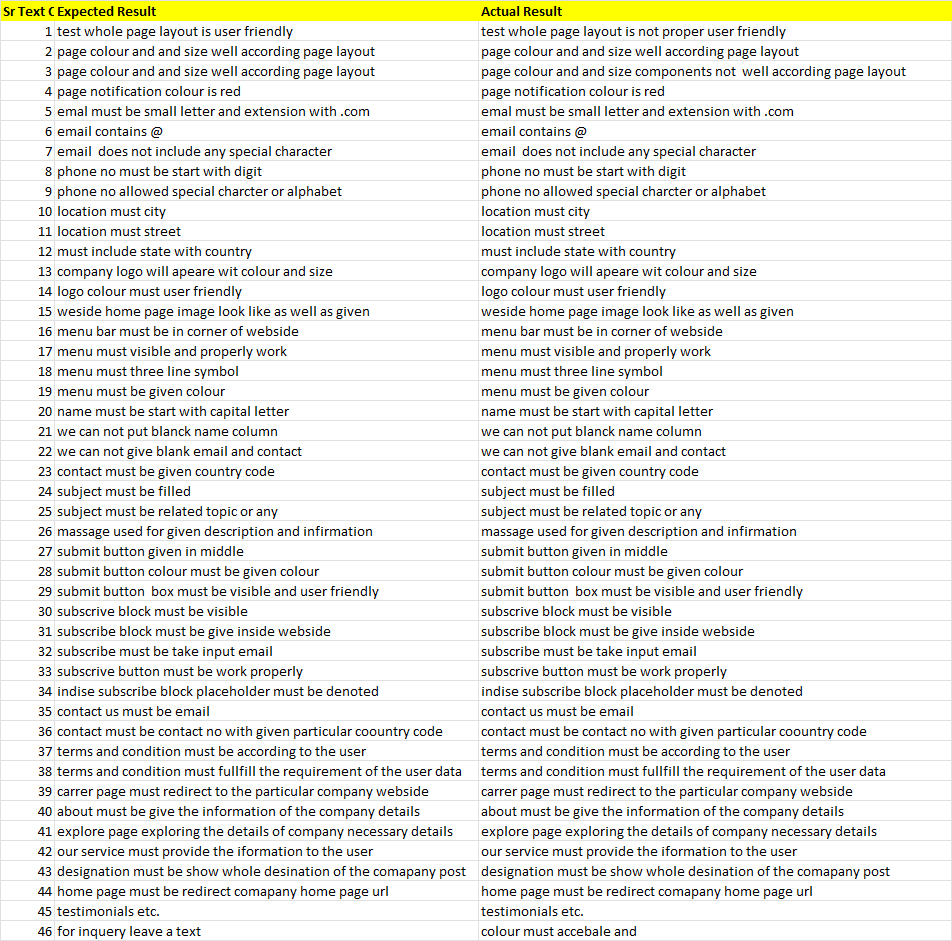 Sr Text C Expected Result Actual Result
1 test whole page layout is user friendly test whole page layout is not proper user friendly
2 page colour and and size well according page layout page colour and and size well according page layout
3 page colour and and size well according page layout page colour and and size components not  well according page layout
4 page notification colour is red page notification colour is red
5 emal must be small letter and extension with .com emal must be small letter and extension with .com
6 email contains @ email contains @
7 email  does not include any special character email  does not include any special character
8 phone no must be start with digit phone no must be start with digit
9 phone no allowed special charcter or alphabet phone no allowed special charcter or alphabet
10 location must city location must city
11 location must street location must street
12 must include state with country must include state with country
13 company logo will apeare wit colour and size company logo will apeare wit colour and size
14 logo colour must user friendly logo colour must user friendly
15 weside home page image look like as well as given weside home page image look like as well as given
16 menu bar must be in corner of webside menu bar must be in corner of webside
17 menu must visible and properly work menu must visible and properly work
18 menu must three line symbol menu must three line symbol
19 menu must be given colour menu must be given colour
20 name must be start with capital letter name must be start with capital letter
21 we can not put blanck name column we can not put blanck name column
22 we can not give blank email and contact we can not give blank email and contact
23 contact must be given country code contact must be given country code
24 subject must be filled subject must be filled
25 subject must be related topic or any subject must be related topic or any
26 massage used for given description and infirmation massage used for given description and infirmation
27 submit button given in middle submit button given in middle
28 submit button colour must be given colour submit button colour must be given colour
29 submit button  box must be visible and user friendly submit button  box must be visible and user friendly
30 subscrive block must be visible subscrive block must be visible
31 subscribe block must be give inside webside subscribe block must be give inside webside
32 subscribe must be take input email subscribe must be take input email
33 subscrive button must be work properly subscrive button must be work properly
34 indise subscribe block placeholder must be denoted indise subscribe block placeholder must be denoted
35 contact us must be email contact us must be email
36 contact must be contact no with given particular coountry code contact must be contact no with given particular coountry code
37 terms and condition must be according to the user terms and condition must be according to the user
38 terms and condition must fullfill the requirement of the user data terms and condition must fullfill the requirement of the user data
39 carrer page must redirect to the particular company webside carrer page must redirect to the particular company webside
40 about must be give the information of the company details about must be give the information of the company details
41 explore page exploring the details of company necessary details explore page exploring the details of company necessary details
42 our service must provide the iformation to the user our service must provide the iformation to the user
43 designation must be show whole desination of the comapany post designation must be show whole desination of the comapany post
44 home page must be redirect comapany home page url home page must be redirect comapany home page url
45 testimonials etc. testimonials etc.
46 for inquery leave a text colour must accebale and